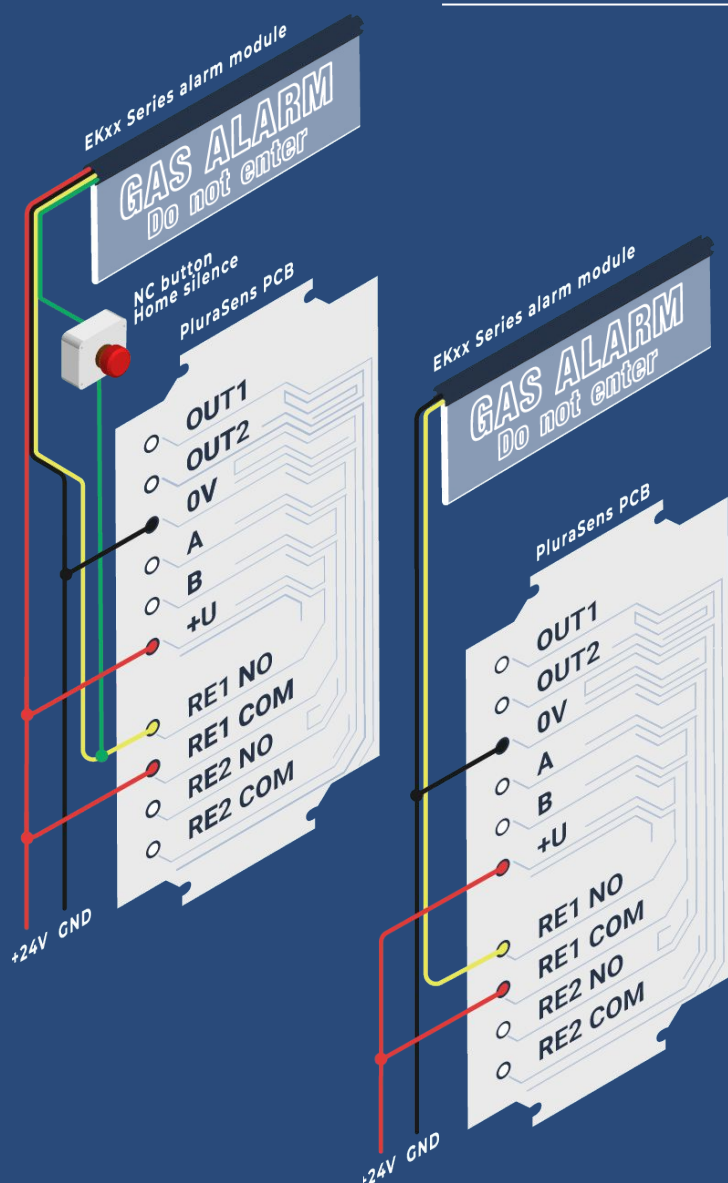 EKxx Series alarm module
GAS ALARM
Do not enter
NC button
Home silence
PluraSens PCB
OUT1
OUT2
0V
A
B
+U
RE1 NO
RE1 COM
RE2 NO
RE2 COM
+24V GND
EKxx Series alarm module
GAS ALARM
Do not enter
PluraSens PCB
OUT1
OUT2
0V
A
B
+U
RE1 NO
RE1 COM
RE2 NO
RE2 COM
+24V GND